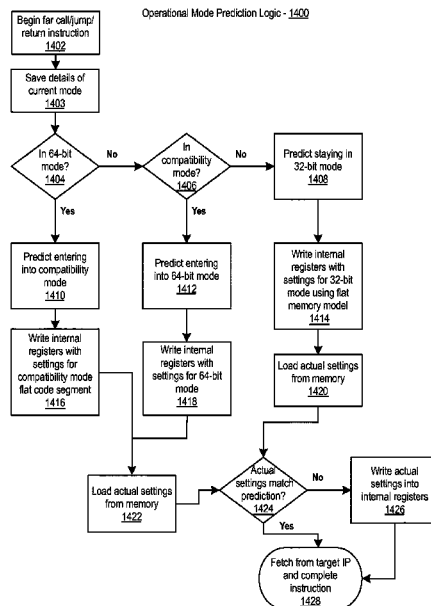 Operational Mode Prediction Logic - 1400
Begin far call/jump/
return instruction
1402
Save details of
current mode
1403
In 64-bit
mode?
1404
No
In
compatibility
mode?
1406
No
Predict staying in
32-bit mode
1408
Yes
Yes
Predict entering
into compatibility
mode
1410
Predict entering
into 64-bit mode
1412
Write internal
registers with
settings for 32-bit
mode using flat
memory model
1414
Write internal
registers with
settings for
compatibility mode
flat code segment
1416
Write internal
registers with
settings for 64-bit
mode
1418
Load actual settings
from memory
1420
Load actual settings
from memory
1422
Actual
settings match
prediction?
1424
No
Write actual
settings into
internal registers
1426
Yes
Fetch from target IP
and complete
instruction
1428